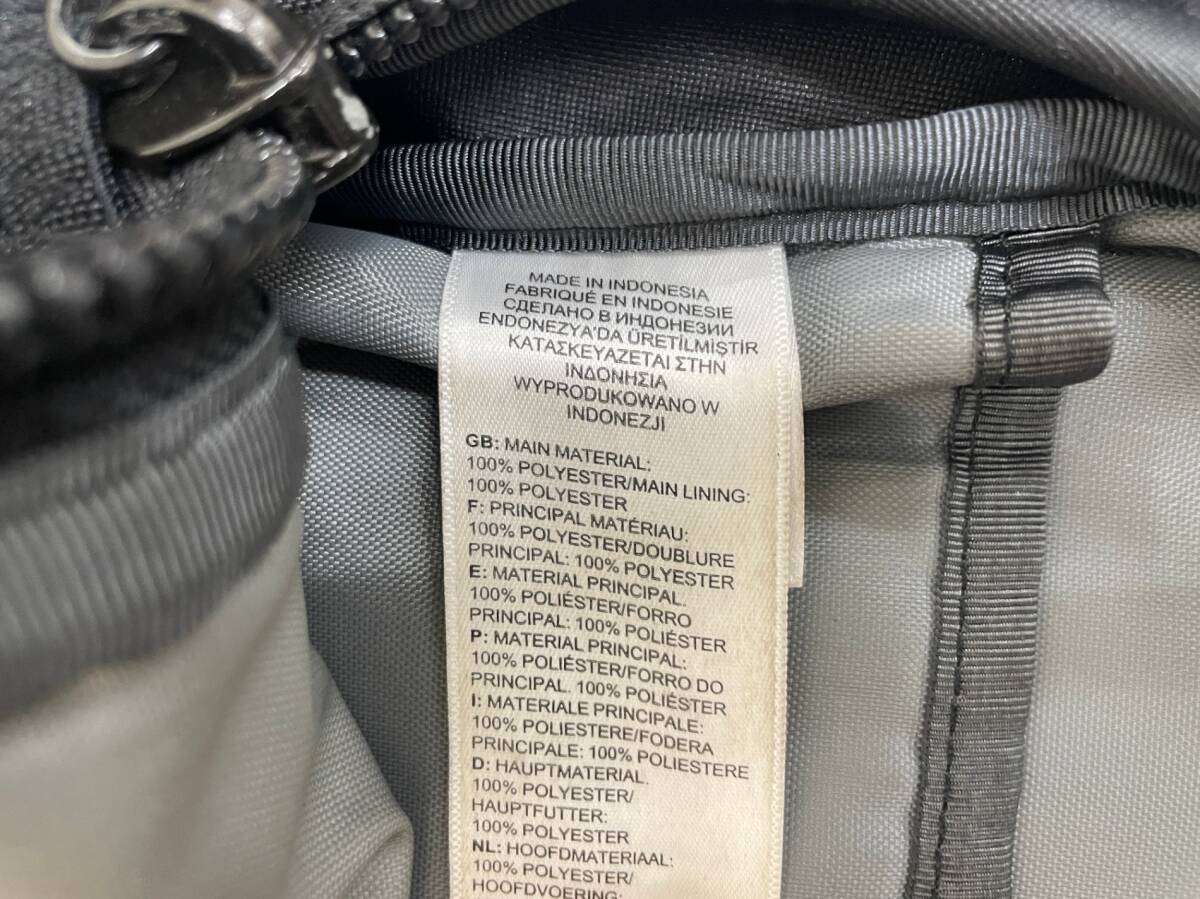 MADE IN INDONESIA
FABRIQUÉ EN INDONESIE
СДЕЛАНО В ИНДОНЕЗИИ
ENDONEZYA'DA ÜRETİLMİŞTİR
ΚΑΤΑΣΚΕΥΑΖΕΤΑΙ ΣΤΗΝ
ΙΝΔΟΝΗΣΙΑ
WYPRODUKOWANO W
INDONEZJI
GB: MAIN MATERIAL:
100% POLYESTER/MAIN LINING:
100% POLYESTER
F: PRINCIPAL MATÉRIAU:
100% POLYESTER/DOUBLURE
PRINCIPAL: 100% POLYESTER
E: MATERIAL PRINCIPAL.
100% POLIÉSTER/FORRO
PRINCIPAL: 100% POLIÉSTER
P: MATERIAL PRINCIPAL:
100% POLIÉSTER/FORRO DO
PRINCIPAL. 100% POLIÉSTER
I: MATERIALE PRINCIPALE:
100% POLIESTERE/FODERA
PRINCIPALE: 100% POLIESTERE
D: HAUPTMATERIAL.
100% POLYESTER/
HAUPTFUTTER:
100% POLYESTER
NL: HOOFDMATERIAAL:
100% POLYESTER/
HOOFDVOERING: